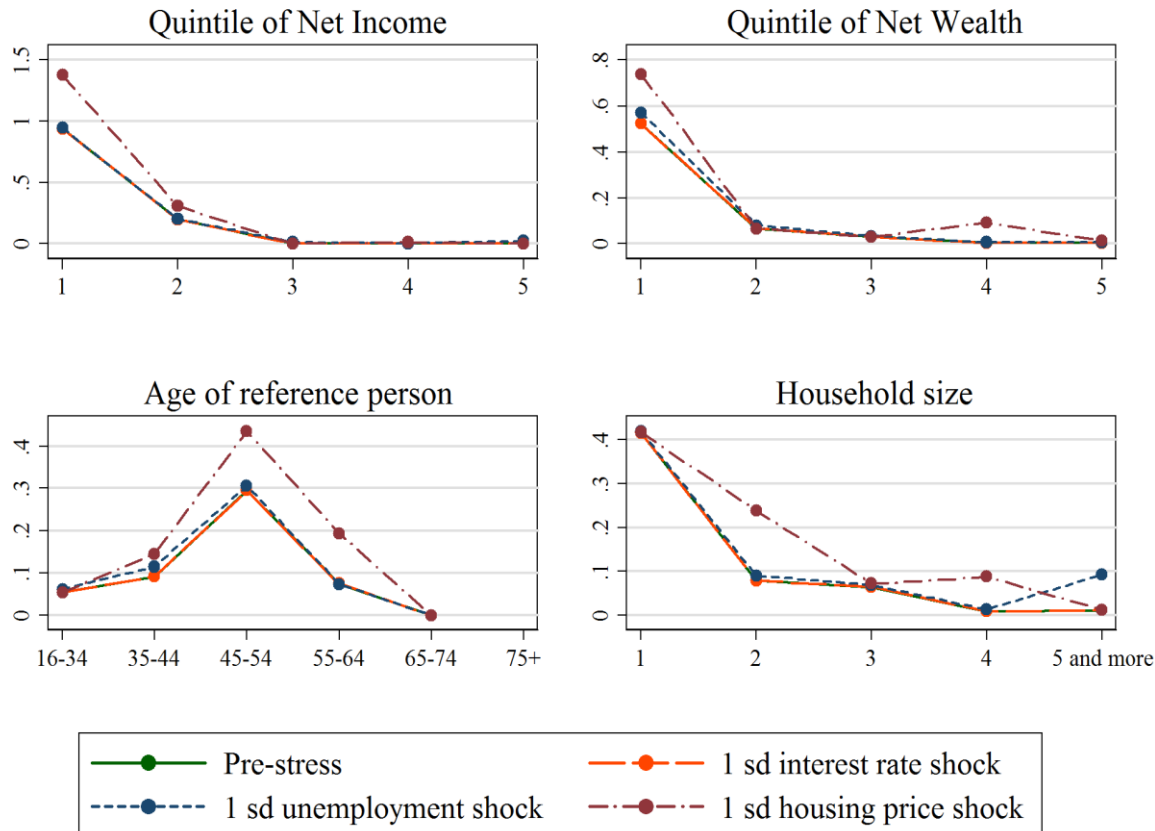 Quintile of Net Income
0 .5 1 1.5
1 2 3 4 5
Quintile of Net Wealth
0 .2 .4 .6 .8
1 2 3 4 5
Age of reference person
0 .1 .2 .3 .4
16-34 35-44 45-54 55-64 65-74 75+
Household size
0 .1 .2 .3 .4
1 2 3 4 5 and more
Pre-stress
1 sd interest rate shock
1 sd unemployment shock
1 sd housing price shock